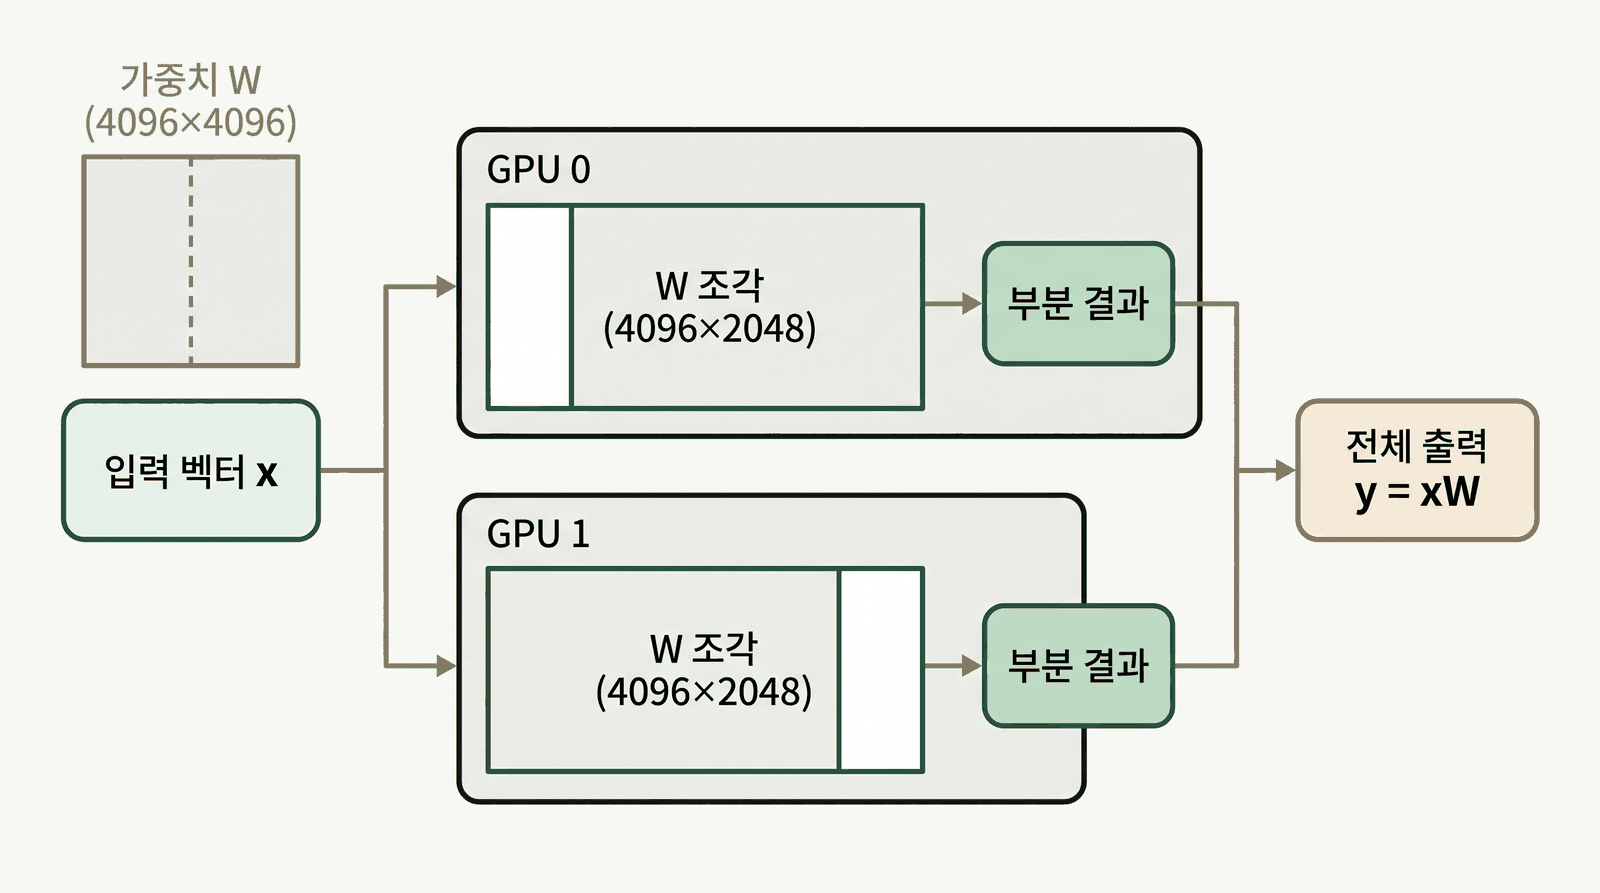 가중치 W
(4096×4096)
입력 벡터 x
GPU 0
W 조각
(4096×2048)
부분 결과
GPU 1
W 조각
(4096×2048)
부분 결과
전체 출력
y = xW